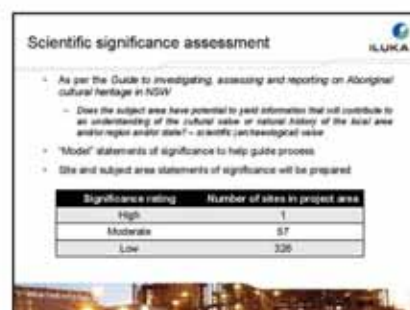 Scientific significance assessment
ILUKA
- As per the Guide to investigating, assessing and reporting on Aboriginal
cultural heritage in NSW
– Does the subject area have potential to yield information that will contribute to
an understanding of the cultural value or natural history of the local area
and/or region and/or state? – scientific (archaeological) value
- "Model" statements of significance to help guide process
- Site and subject area statements of significance will be prepared
Significance rating Number of sites in project area
High 1
Moderate 57
Low 326